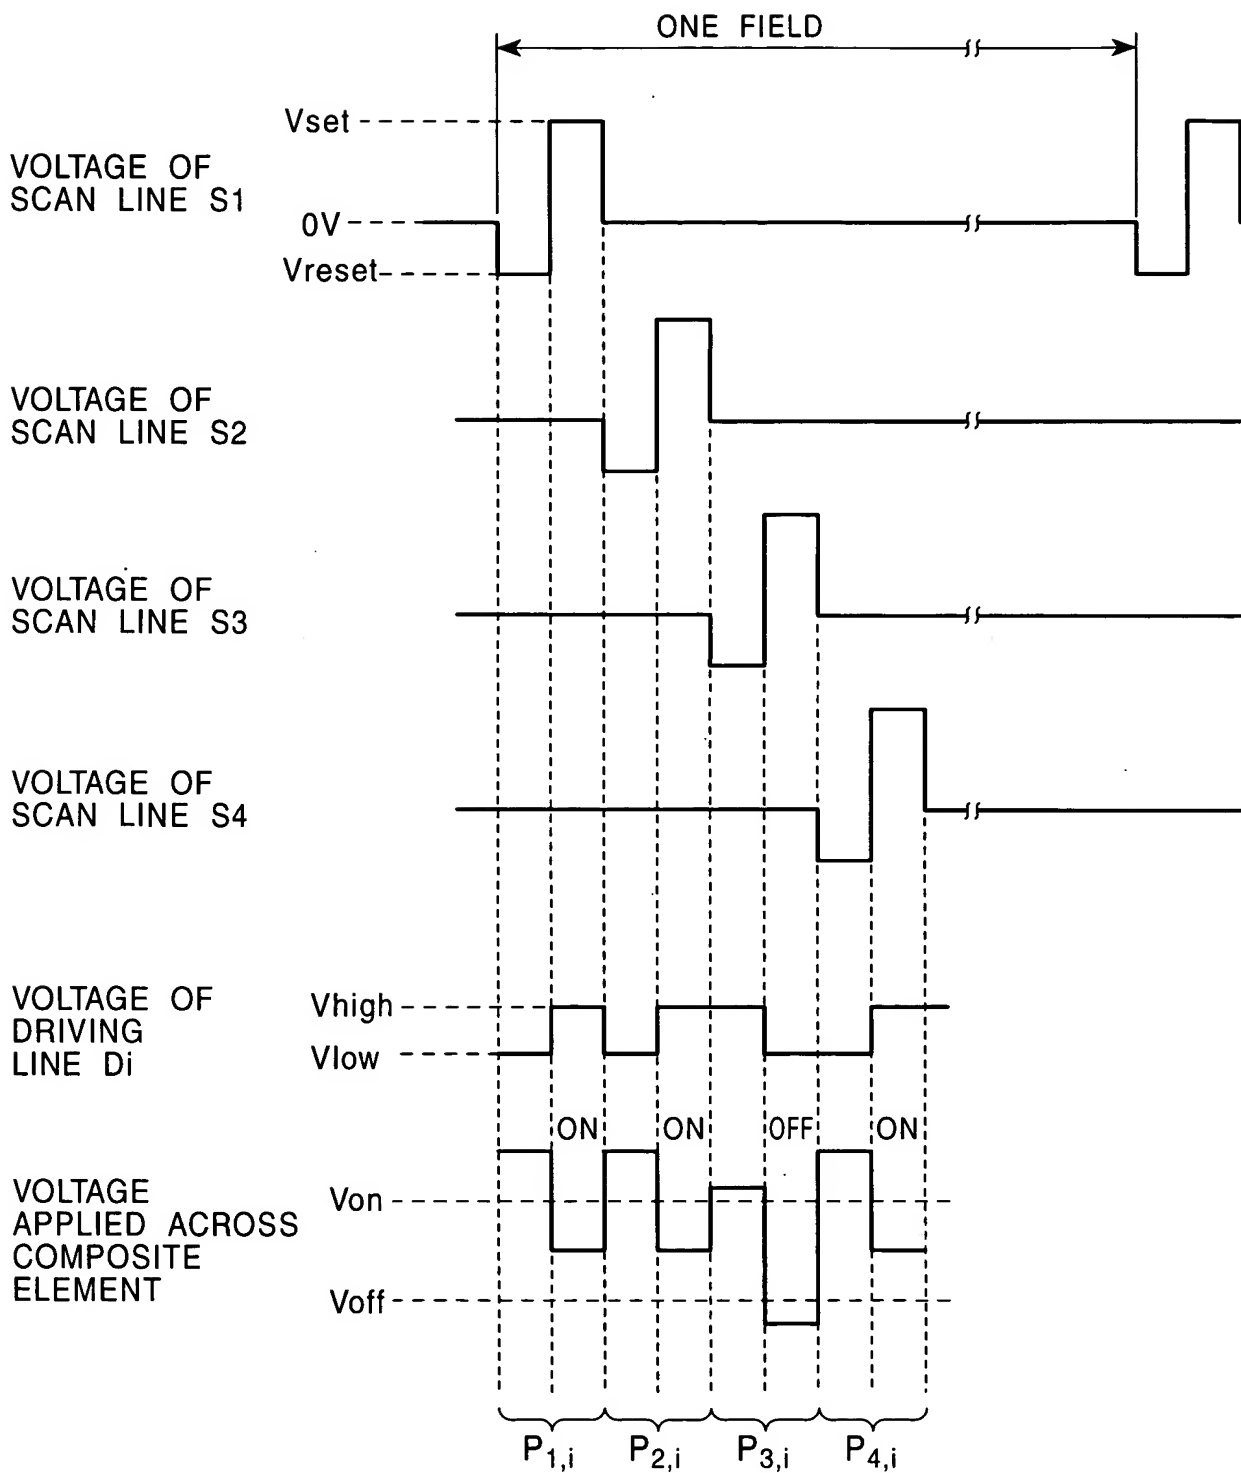 ONE FIELD
Vset
VOLTAGE OF
SCAN LINE S1
0V
Vreset
VOLTAGE OF
SCAN LINE S2
VOLTAGE OF
SCAN LINE S3
VOLTAGE OF
SCAN LINE S4
VOLTAGE OF
DRIVING
LINE Di
Vhigh
Vlow
ON ON OFF ON
VOLTAGE
APPLIED ACROSS
COMPOSITE
ELEMENT
Von
Voff
P1,i P2,i P3,i P4,i